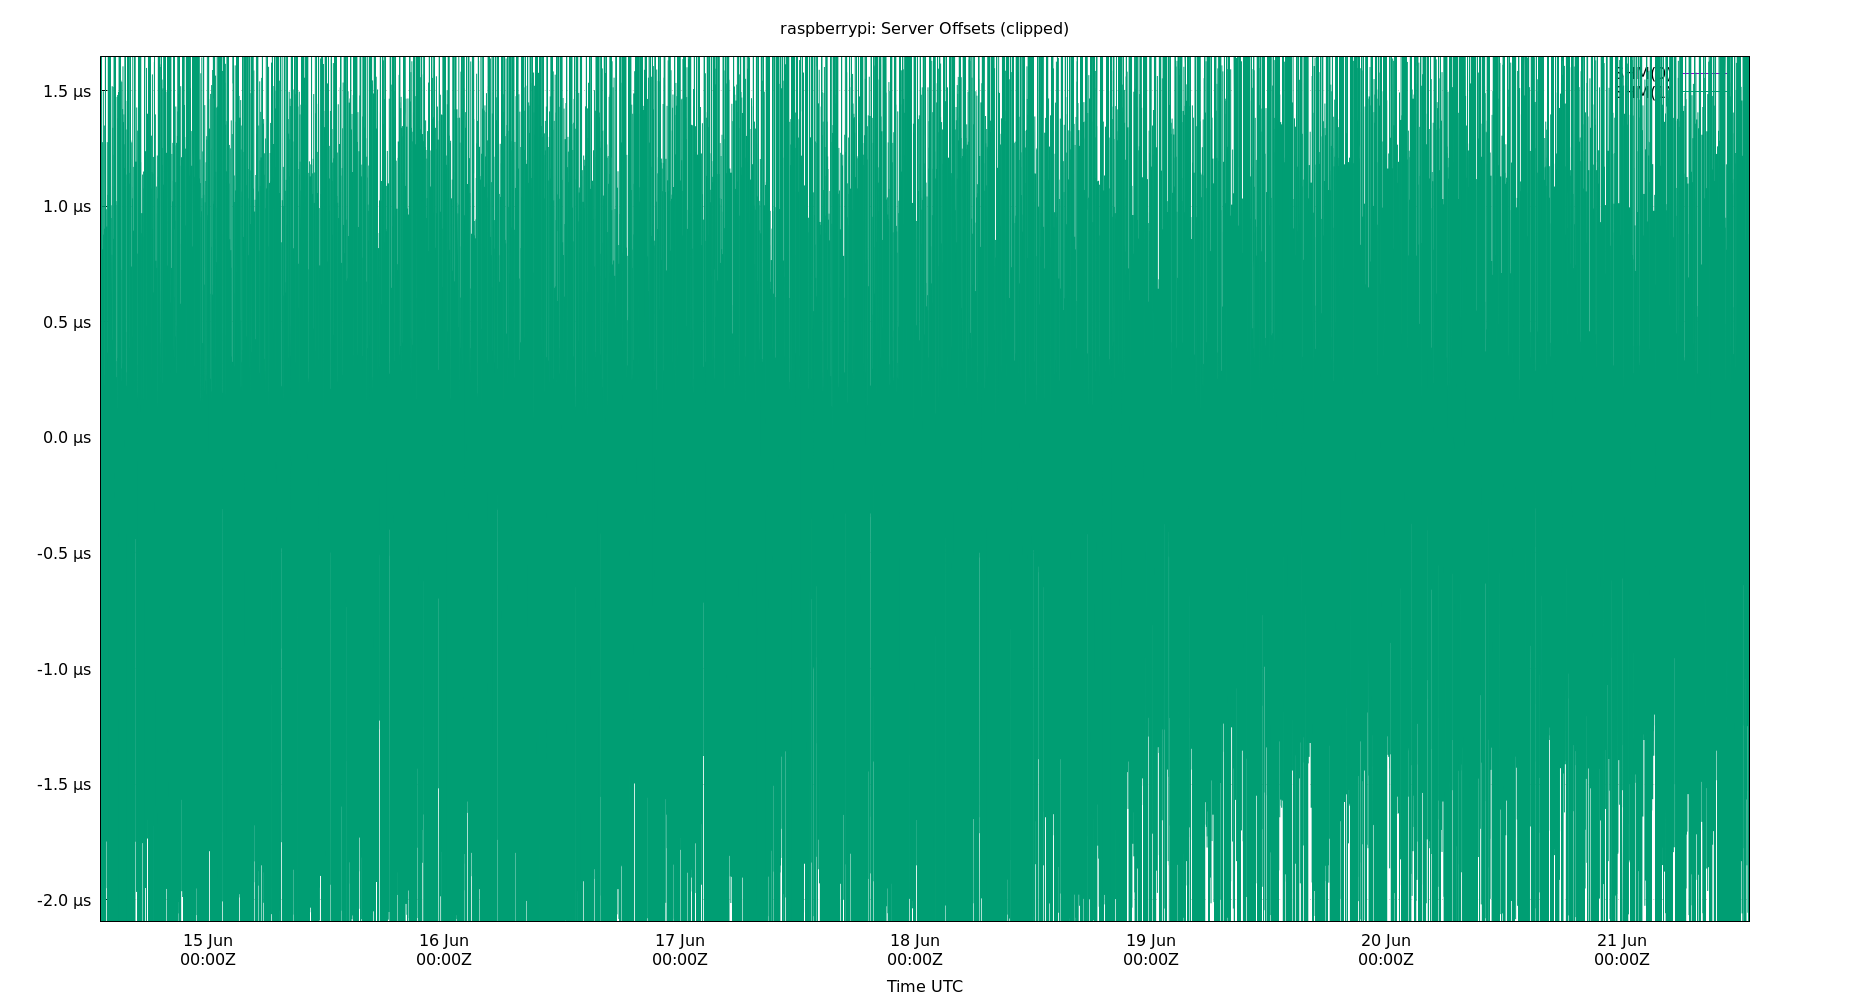 raspberrypi: Server Offsets (clipped)
1.5 µs
1.0 µs
0.5 µs
0.0 µs
-0.5 µs
-1.0 µs
-1.5 µs
-2.0 µs
15 Jun
00:00Z
16 Jun
00:00Z
17 Jun
00:00Z
18 Jun
00:00Z
19 Jun
00:00Z
20 Jun
00:00Z
21 Jun
00:00Z
Time UTC